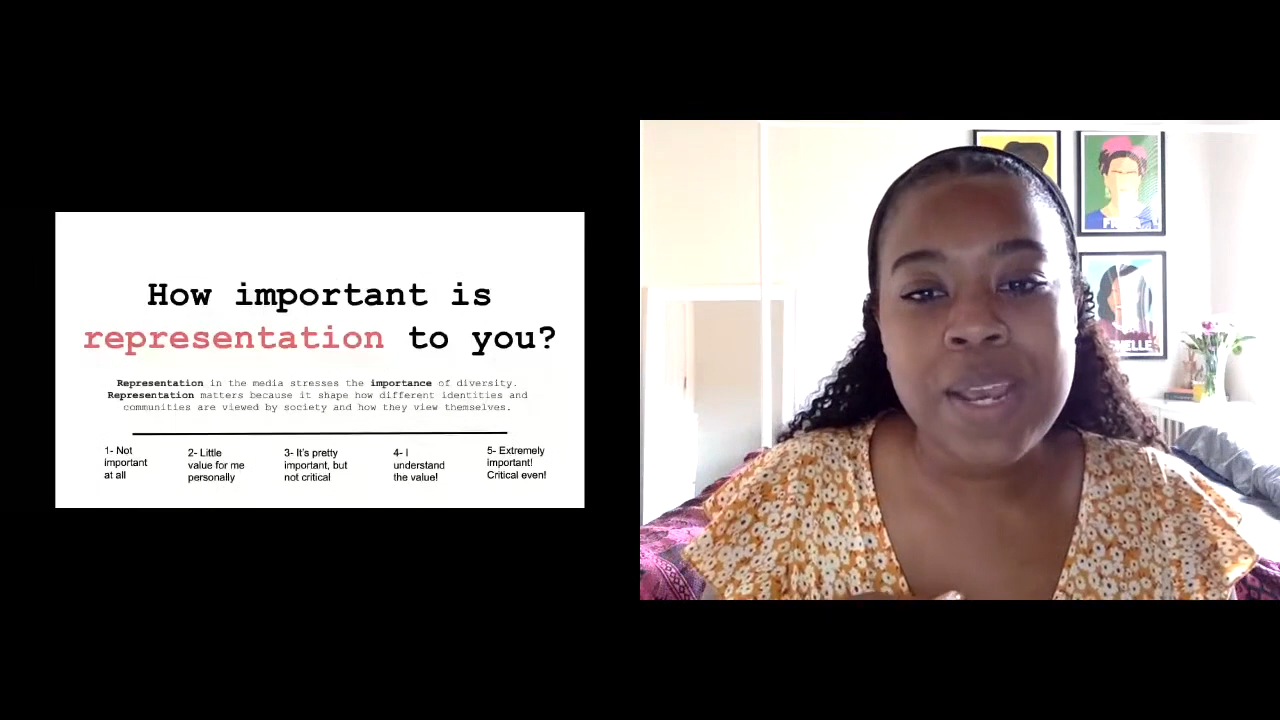 How important is
representation to you?
Representation in the media stresses the importance of diversity.
Representation matters because it shape how different identities and
communities are viewed by society and how they view themselves.
1- Not
important
at all
2- Little
value for me
personally
3- It's pretty
important, but
not critical
4- I
understand
the value!
5- Extremely
important!
Critical even!